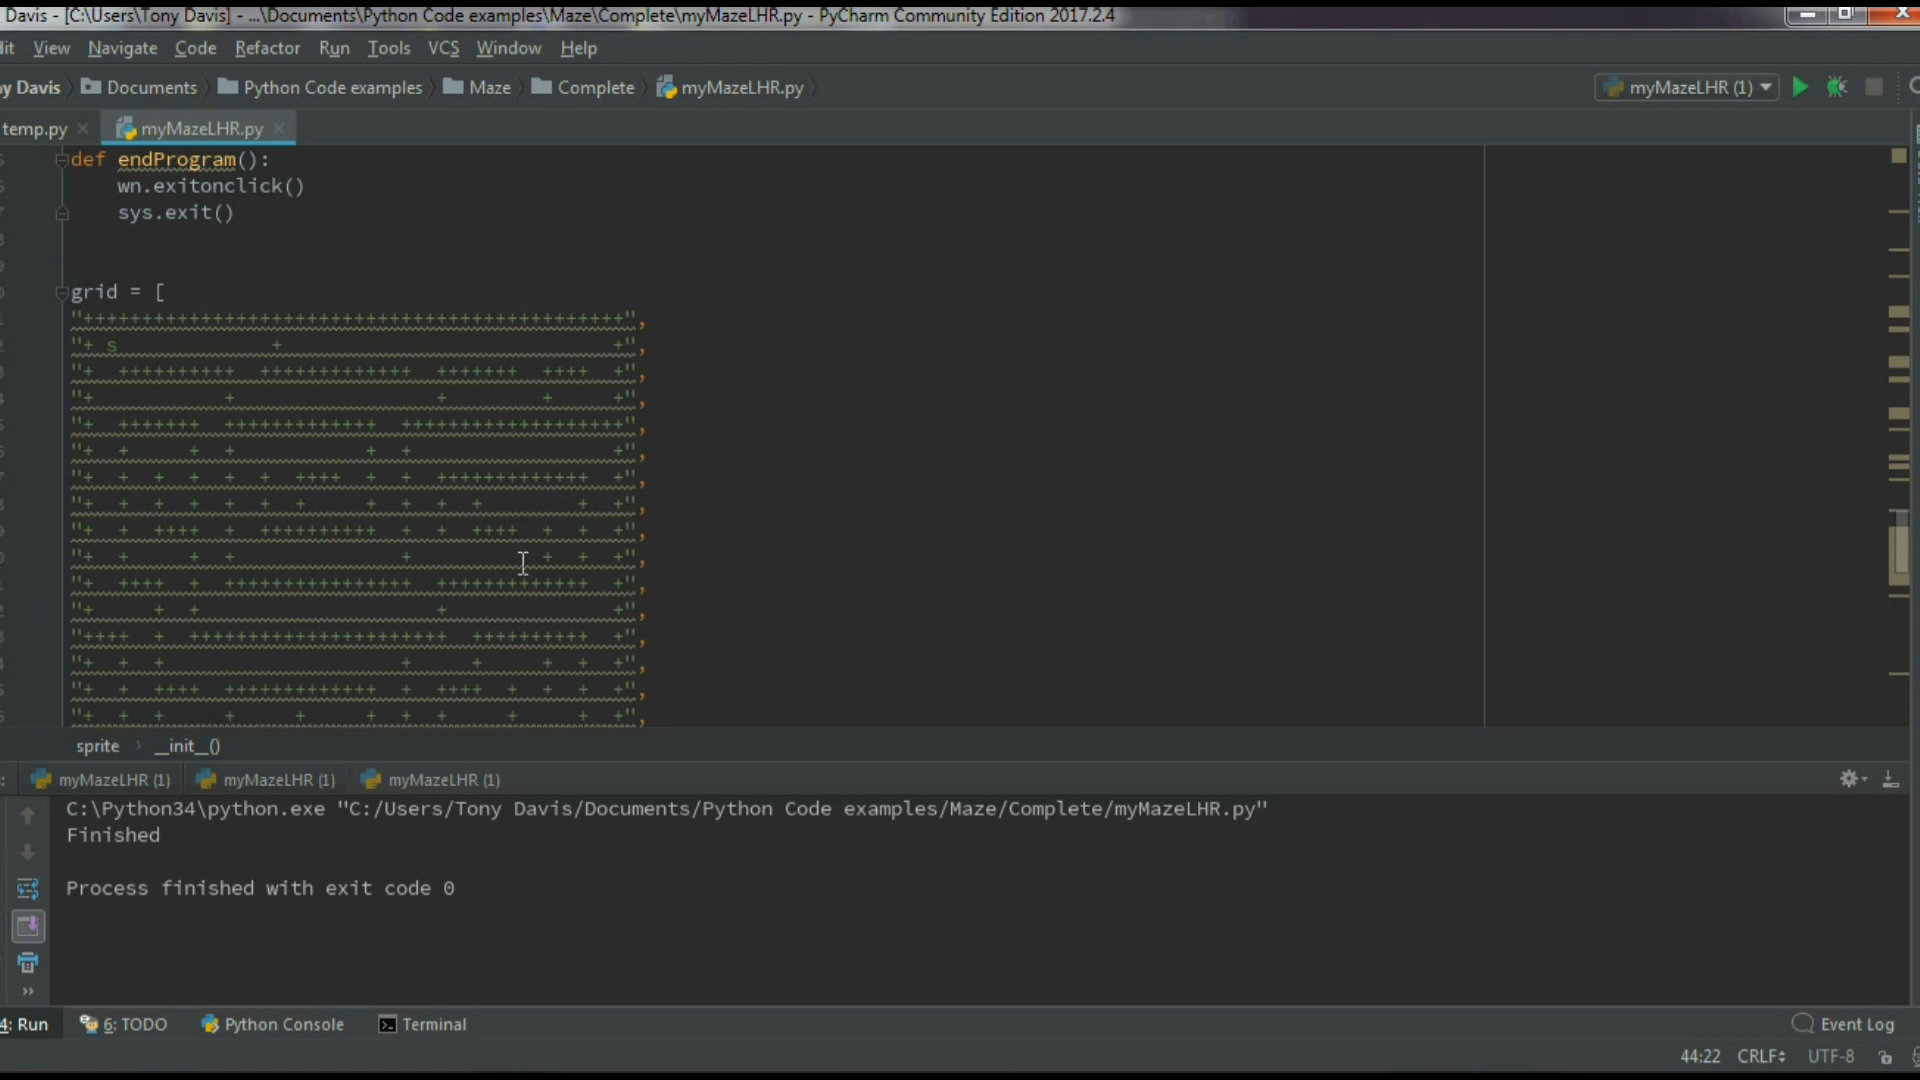 Davis - [C:\Users\Tony Davis] - ...\Documents\Python Code examples\Maze\Complete\myMazeLHR.py - PyCharm Community Edition 2017.2.4
View Navigate Code Refactor Run Tools VCS Window Help
y Davis Documents Python Code examples Maze Complete myMazeLHR.py myMazeLHR (1)
temp.py myMazeLHR.py
def endProgram():
    wn.exitonclick()
    sys.exit()
grid = [
"++++++++++++++++++++++++++++++++++++++++++++++",
"+ s             +                            +",
"+  ++++++++++  +++++++++++++  +++++++  ++++  +",
"+           +                 +        +     +",
"+  +++++++  +++++++++++++  +++++++++++++++++++",
"+  +     +  +           +  +                 +",
"+  +  +  +  +  +  ++++  +  +  +++++++++++++  +",
"+  +  +  +  +  +  +     +  +  +  +        +  +",
"+  +  ++++  +  ++++++++++  +  +  ++++  +  +  +",
"+  +     +  +              +           +  +  +",
"+  ++++  +  ++++++++++++++++  +++++++++++++  +",
"+     +  +                    +              +",
"++++  +  ++++++++++++++++++++++  ++++++++++  +",
"+  +  +                    +     +     +  +  +",
"+  +  ++++  +++++++++++++  +  ++++  +  +  +  +",
"+  +  +     +     +     +  +  +     +     +  +",
sprite __init__()
myMazeLHR (1) myMazeLHR (1) myMazeLHR (1)
C:\Python34\python.exe "C:/Users/Tony Davis/Documents/Python Code examples/Maze/Complete/myMazeLHR.py"
Finished
Process finished with exit code 0
4: Run 6: TODO Python Console Terminal Event Log
44:22 CRLF UTF-8